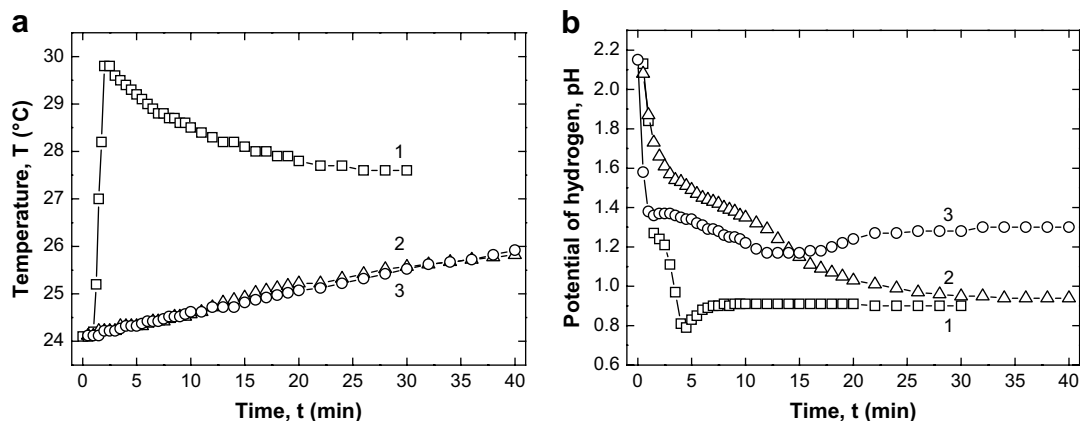 a
Temperature, T (°C)
30
29
28
27
26
25
24
1
2
3
0 5 10 15 20 25 30 35 40
Time, t (min)
b
Potential of hydrogen, pH
2.2
2.0
1.8
1.6
1.4
1.2
1.0
0.8
0.6
3
2
1
0 5 10 15 20 25 30 35 40
Time, t (min)